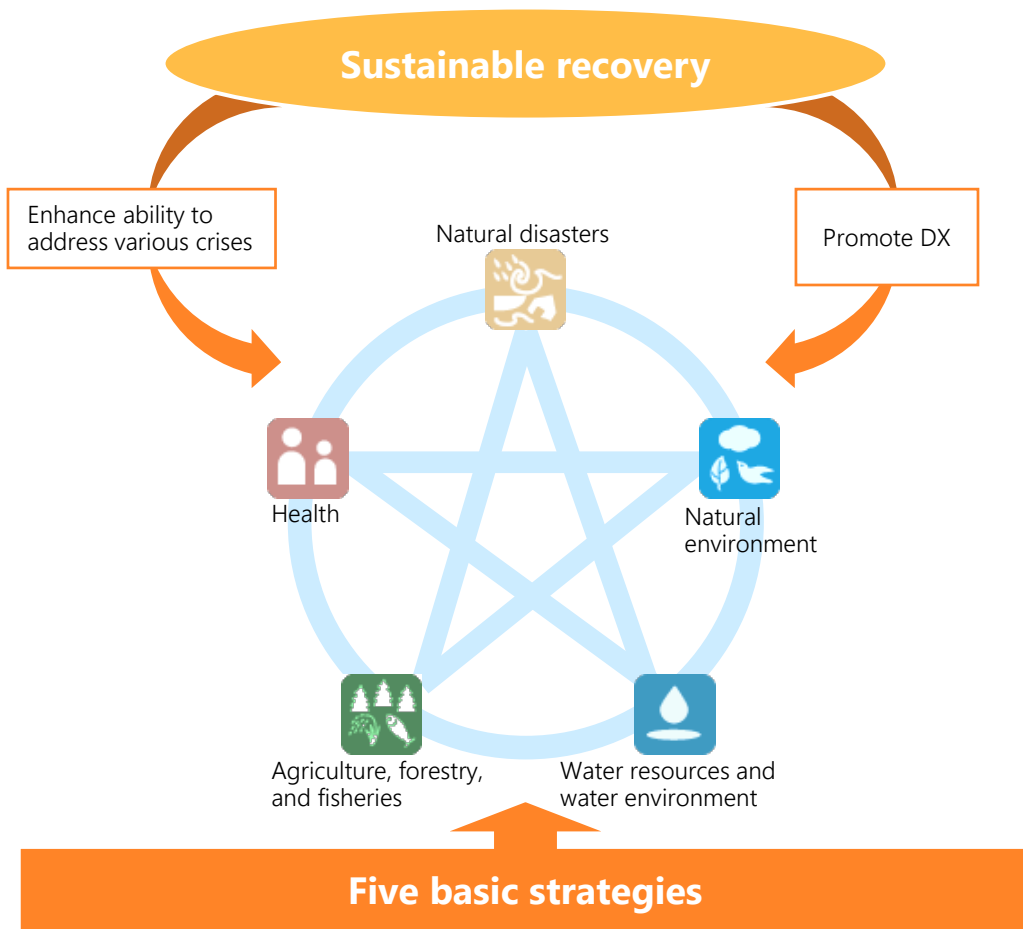 Sustainable recovery
Enhance ability to
address various crises
Promote DX
Natural disasters
Health
Natural
environment
Agriculture, forestry,
and fisheries
Water resources and
water environment
Five basic strategies